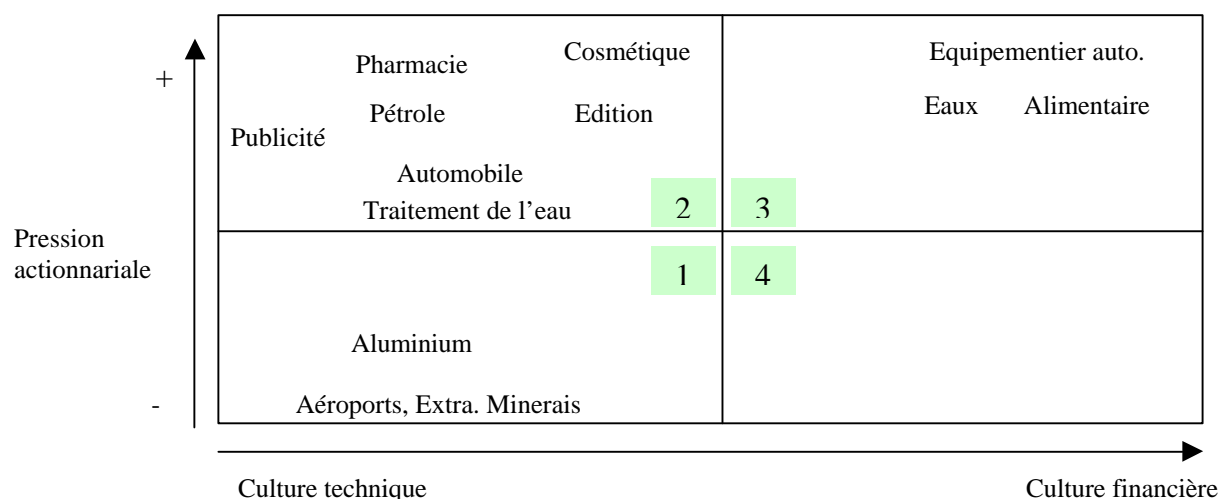 Cosmétique
Equipementier auto.
Pharmacie
+
Pétrole
Edition
Eaux
Alimentaire
Publicité
Automobile
Traitement de l’eau
2
3
Pression
actionnariale
1
4
Aluminium
-
Aéroports, Extra. Minerais
Culture technique
Culture financière